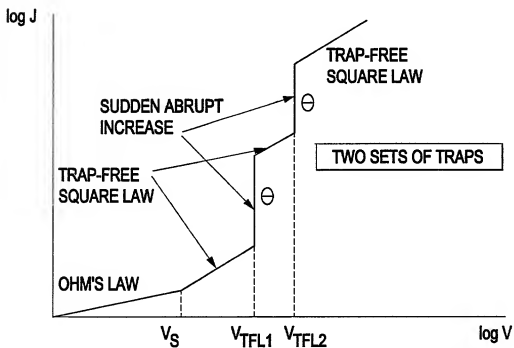 log J
TRAP-FREE
SQUARE LAW
SUDDEN ABRUPT
INCREASE
Θ
TWO SETS OF TRAPS
TRAP-FREE
SQUARE LAW
Θ
OHM'S LAW
V_S
V_TFL1
V_TFL2
log V